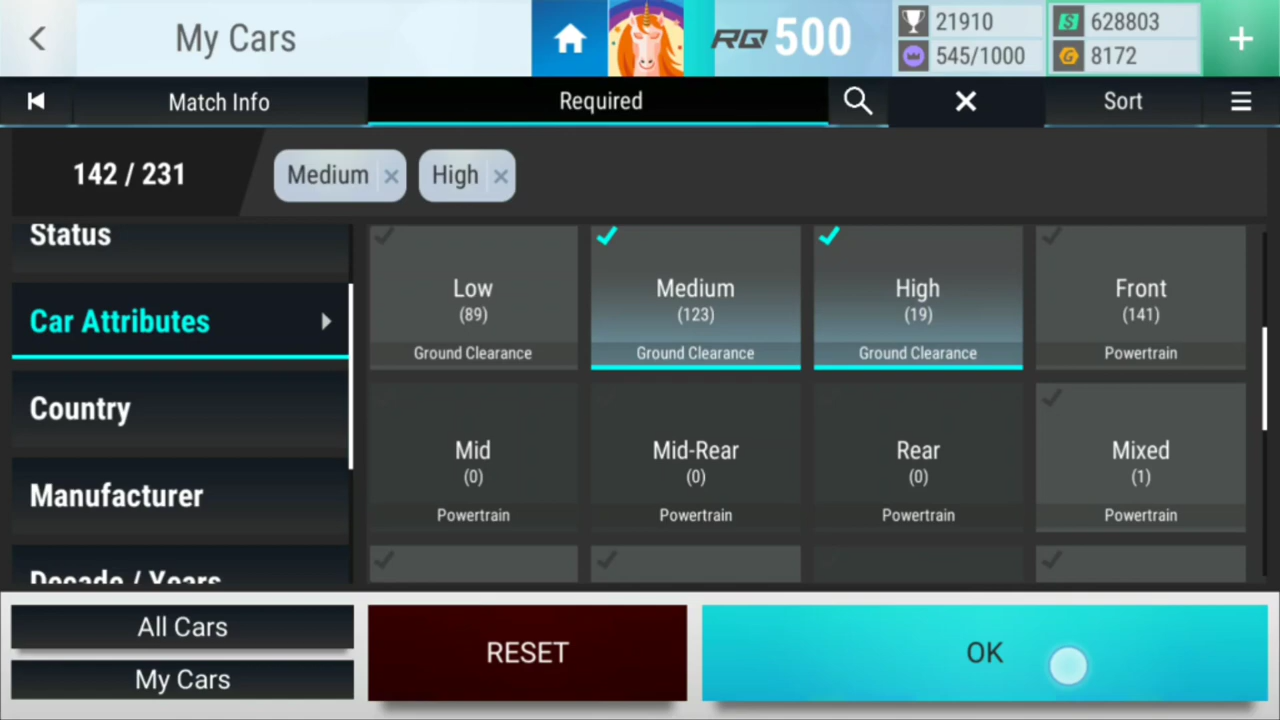 My Cars
RQ 500
21910
545/1000
628803
8172
+
Match Info
Required
Sort
142 / 231
Medium
High
Status
Car Attributes
Country
Manufacturer
Decade / Years
Low
(89)
Ground Clearance
Medium
(123)
Ground Clearance
High
(19)
Ground Clearance
Front
(141)
Powertrain
Mid
(0)
Powertrain
Mid-Rear
(0)
Powertrain
Rear
(0)
Powertrain
Mixed
(1)
Powertrain
All Cars
My Cars
RESET
OK